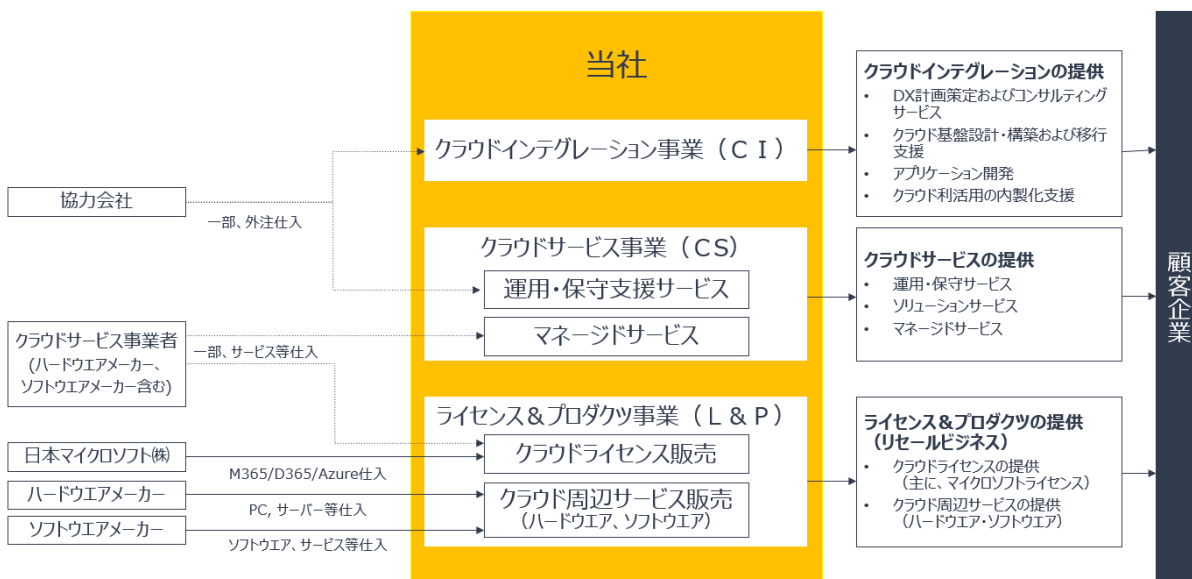 当社
協力会社
一部、外注仕入
クラウドサービス事業者
(ハードウエアメーカー、
ソフトウエアメーカー含む)
一部、サービス等仕入
日本マイクロソフト㈱
M365/D365/Azure仕入
ハードウエアメーカー
PC, サーバー等仕入
ソフトウエアメーカー
ソフトウエア、サービス等仕入
クラウドインテグレーション事業（ＣＩ）
クラウドサービス事業（CS）
運用・保守支援サービス
マネージドサービス
ライセンス＆プロダクツ事業（Ｌ＆Ｐ）
クラウドライセンス販売
クラウド周辺サービス販売
（ハードウエア、ソフトウエア）
クラウドインテグレーションの提供
• DX計画策定およびコンサルティング
サービス
• クラウド基盤設計・構築および移行
支援
• アプリケーション開発
• クラウド利活用の内製化支援
クラウドサービスの提供
• 運用・保守サービス
• ソリューションサービス
• マネージドサービス
ライセンス＆プロダクツの提供
（リセールビジネス）
• クラウドライセンスの提供
（主に、マイクロソフトライセンス）
• クラウド周辺サービスの提供
（ハードウエア・ソフトウエア）
顧客企業